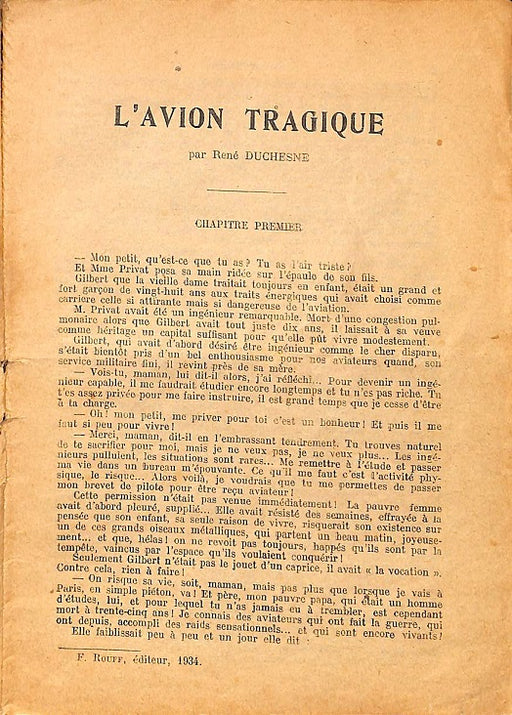 L'AVION TRAGIQUE
par René DUCHESNE
CHAPITRE PREMIER
— Mon petit, qu'est-ce que tu as? Tu as l'air triste?
Et Mme Privat posa sa main ridée sur l'épaule de son fils.
Gilbert que la vieille dame traitait toujours en enfant, était un grand et
fort garçon de vingt-huit ans aux traits énergiques qui avait choisi comme
carrière celle si attirante mais si dangereuse de l'aviation.
M. Privat avait été un ingénieur remarquable. Mort d'une congestion pul-
monaire alors que Gilbert avait tout juste dix ans, il laissait à sa veuve
comme héritage un capital suffisant pour qu'elle pût vivre modestement.
Gilbert, qui avait d'abord désiré être ingénieur comme le cher disparu,
s'était bientôt pris d'un bel enthousiasme pour nos aviateurs quand, son
service militaire fini, il revint près de sa mère.
— Vois-tu, maman, lui dit-il alors, j'ai réfléchi... Pour devenir un ingé-
nieur capable, il me faudrait étudier encore longtemps et tu n'es pas riche. Tu
t'es assez privée pour me faire instruire, il est grand temps que je cesse d'être
à ta charge.
— Oh! mon petit, me priver pour toi c'est un bonheur! Et puis il me
faut si peu pour vivre!
— Merci, maman, dit-il en l'embrassant tendrement. Tu trouves naturel
de te sacrifier pour moi, mais je ne veux pas, je ne veux plus... Les ingé-
nieurs pullulent, les situations sont rares... Me remettre à l'étude et passer
ma vie dans un bureau m'épouvante. Ce qu'il me faut c'est l'activité phy-
sique, le risque... Alors voilà, je voudrais que tu me permettes de passer
mon brevet de pilote pour être reçu aviateur!
Cette permission n'était pas venue immédiatement! La pauvre femme
avait d'abord pleuré, supplié... Elle avait résisté des semaines, effrayée à la
pensée que son enfant, sa seule raison de vivre, risquerait son existence sur
un de ces grands oiseaux métalliques, qui partent un beau matin, joyeuse-
ment... et que, hélas! on ne revoit pas toujours, happés qu'ils sont par la
tempête, vaincus par l'espace qu'ils voulaient conquérir!
Seulement Gilbert n'était pas le jouet d'un caprice, il avait « la vocation ».
Contre cela, rien à faire!
— On risque sa vie, soit, maman, mais pas plus que lorsque je vais à
Paris, en simple piéton, va! Et père, mon pauvre papa, qui était un homme
d'études, lui, et pour lequel tu n'as jamais eu à trembler, est cependant
mort à trente-cinq ans! Je connais des aviateurs qui ont fait la guerre, qui
ont depuis, accompli des raids sensationnels... et qui sont encore vivants!
Elle faiblissait peu à peu et un jour elle dit :
F. ROUFF, éditeur, 1934.